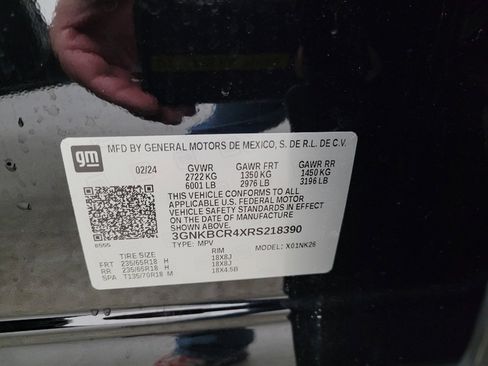 gm
MFD BY GENERAL MOTORS DE MEXICO, S. DE R.L. DE C.V.
02/24 GVWR GAWR FRT GAWR RR
2722 KG 1350 KG 1450 KG
6001 LB 2976 LB 3196 LB
THIS VEHICLE CONFORMS TO ALL
APPLICABLE U.S. FEDERAL MOTOR
VEHICLE SAFETY STANDARDS IN
EFFECT ON THE DATE OF
MANUFACTURE SHOWN ABOVE.
3GNKBCR4XRS218390
TYPE: MPV MODEL: X01NK26
TIRE SIZE RIM
FRT 235/65R18 H 18X8J
RR 235/65R18 H 18X8J
SPA T135/70R18 M 18X4.5B